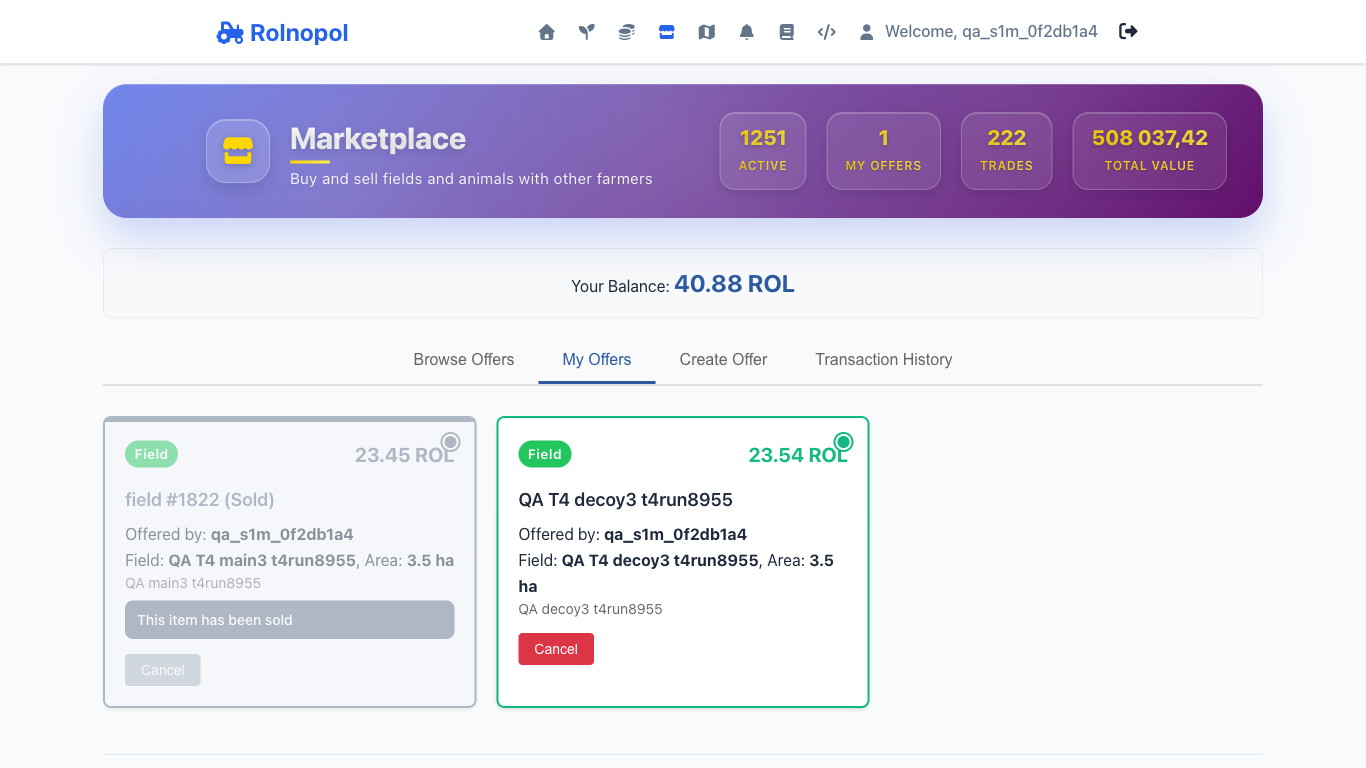 Rolnopol
Welcome, qa_s1m_0f2db1a4
Marketplace
Buy and sell fields and animals with other farmers
1251
ACTIVE
1
MY OFFERS
222
TRADES
508 037,42
TOTAL VALUE
Your Balance: 40.88 ROL
Browse Offers
My Offers
Create Offer
Transaction History
Field
23.45 ROL
field #1822 (Sold)
Offered by: qa_s1m_0f2db1a4
Field: QA T4 main3 t4run8955, Area: 3.5 ha
QA main3 t4run8955
This item has been sold
Cancel
Field
23.54 ROL
QA T4 decoy3 t4run8955
Offered by: qa_s1m_0f2db1a4
Field: QA T4 decoy3 t4run8955, Area: 3.5
ha
QA decoy3 t4run8955
Cancel